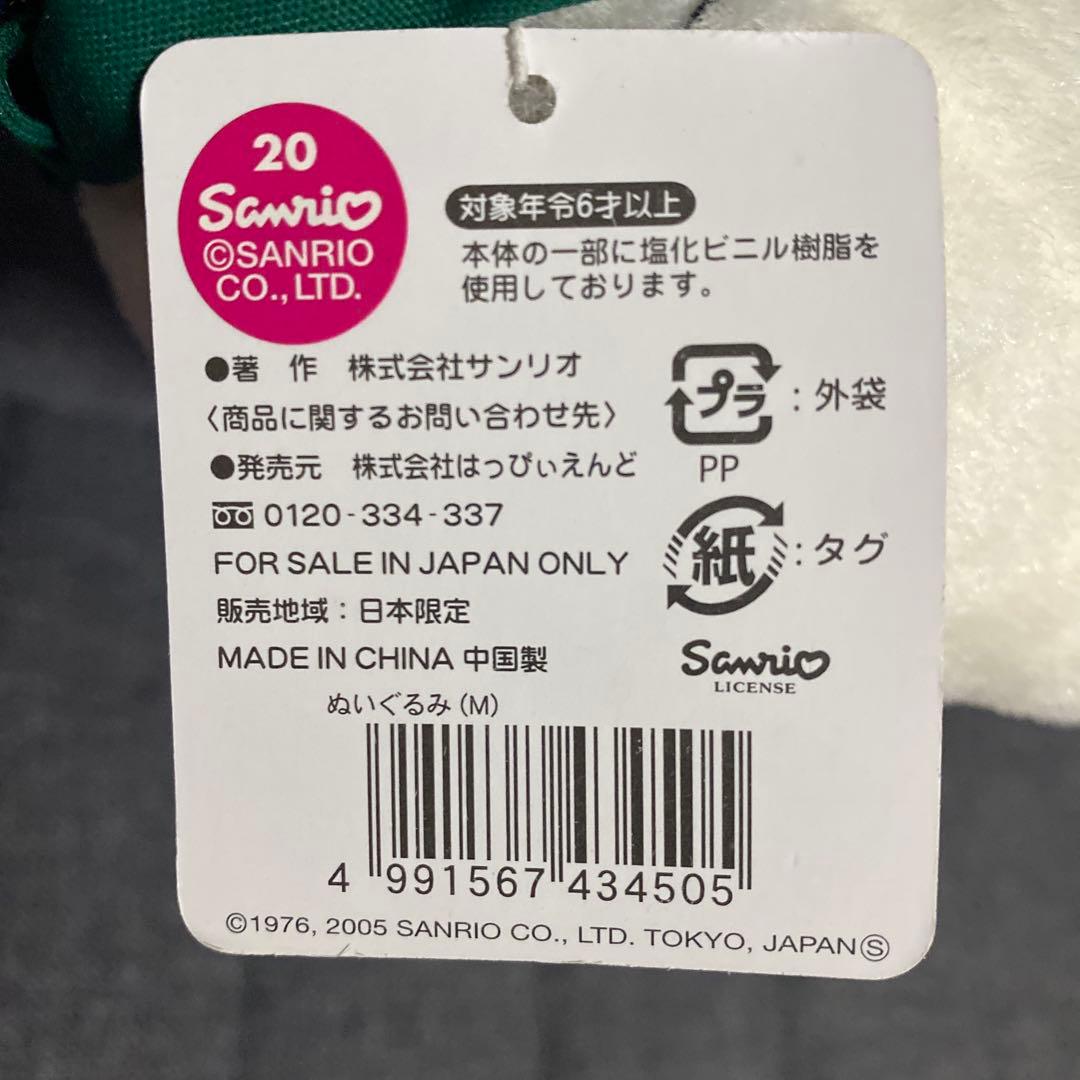 20
Sanrio
©SANRIO
CO., LTD.
対象年令6才以上
本体の一部に塩化ビニル樹脂を
使用しております。
●著 作 株式会社サンリオ
〈商品に関するお問い合わせ先〉
●発売元 株式会社はっぴぃえんど
0120-334-337
FOR SALE IN JAPAN ONLY
販売地域：日本限定
MADE IN CHINA 中国製
プラ：外袋
PP
紙：タグ
Sanrio
LICENSE
ぬいぐるみ（M）
4 991567 434505
©1976, 2005 SANRIO CO., LTD. TOKYO, JAPAN Ⓢ